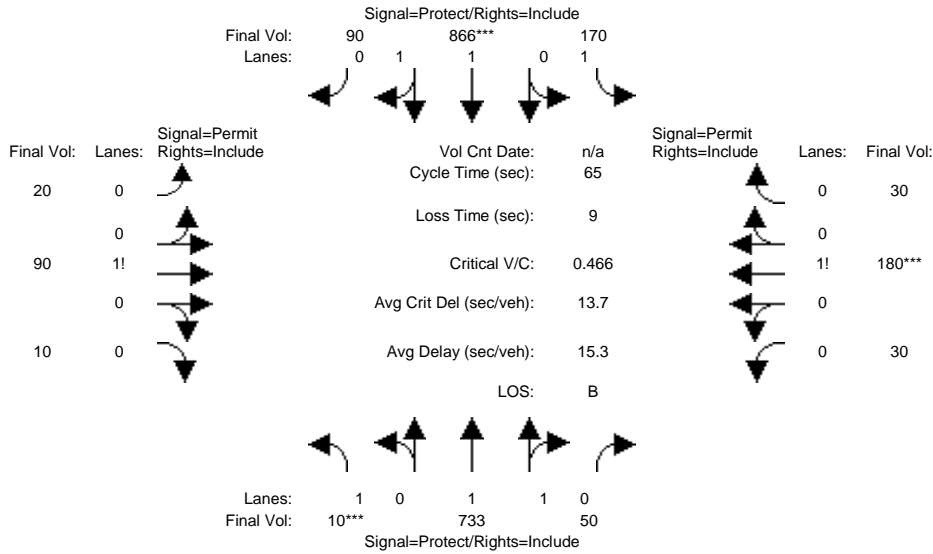 Signal=Protect/Rights=Include
Final Vol: 90 866*** 170
Lanes: 0 1 1 0 1
Signal=Permit Signal=Permit
Final Vol: Lanes: Rights=Include Vol Cnt Date: n/a Rights=Include Lanes: Final Vol:
Cycle Time (sec): 65
20 0 0 30
Loss Time (sec): 9
0 0
90 1! Critical V/C: 0.466 1! 180***
0 Avg Crit Del (sec/veh): 13.7 0
10 0 Avg Delay (sec/veh): 15.3 0 30
LOS: B
Lanes: 1 0 1 1 0
Final Vol: 10*** 733 50
Signal=Protect/Rights=Include